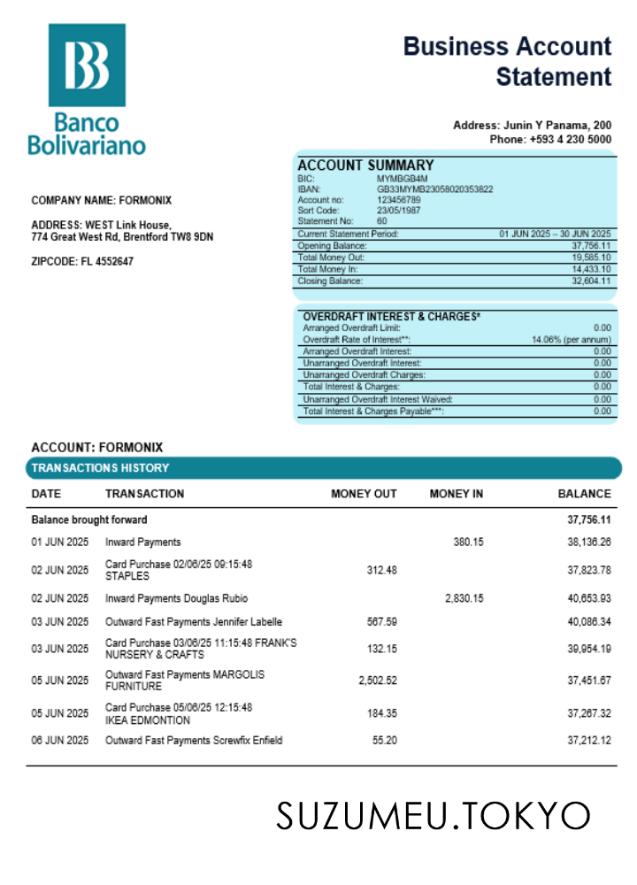 Banco
Bolivariano
Business Account
Statement
Address: Junin Y Panama, 200
Phone: +593 4 230 5000
COMPANY NAME: FORMONIX
ADDRESS: WEST Link House,
774 Great West Rd, Brentford TW8 9DN
ZIPCODE: FL 4552647
ACCOUNT SUMMARY
BIC: MYMBGB4M
IBAN: GB33MYMB23058020353822
Account no: 123456789
Sort Code: 23/05/1987
Statement No: 60
Current Statement Period: 01 JUN 2025 – 30 JUN 2025
Opening Balance: 37,756.11
Total Money Out: 19,585.10
Total Money In: 14,433.10
Closing Balance: 32,604.11
OVERDRAFT INTEREST & CHARGES*
Arranged Overdraft Limit: 0.00
Overdraft Rate of Interest**: 14.06% (per annum)
Arranged Overdraft Interest: 0.00
Unarranged Overdraft Interest: 0.00
Unarranged Overdraft Charges: 0.00
Total Interest & Charges: 0.00
Unarranged Overdraft Interest Waived: 0.00
Total Interest & Charges Payable***: 0.00
ACCOUNT: FORMONIX
TRANSACTIONS HISTORY
DATE TRANSACTION MONEY OUT MONEY IN BALANCE
Balance brought forward 37,756.11
01 JUN 2025 Inward Payments 380.15 38,136.26
02 JUN 2025 Card Purchase 02/06/25 09:15:48 312.48 37,823.78
STAPLES
02 JUN 2025 Inward Payments Douglas Rubio 2,830.15 40,653.93
03 JUN 2025 Outward Fast Payments Jennifer Labelle 567.59 40,086.34
03 JUN 2025 Card Purchase 03/06/25 11:15:48 FRANK'S 132.15 39,954.19
NURSERY & CRAFTS
05 JUN 2025 Outward Fast Payments MARGOLIS 2,502.52 37,451.67
FURNITURE
05 JUN 2025 Card Purchase 05/06/25 12:15:48 184.35 37,267.32
IKEA EDMONTION
06 JUN 2025 Outward Fast Payments Screwfix Enfield 55.20 37,212.12
SUZUMEU.TOKYO